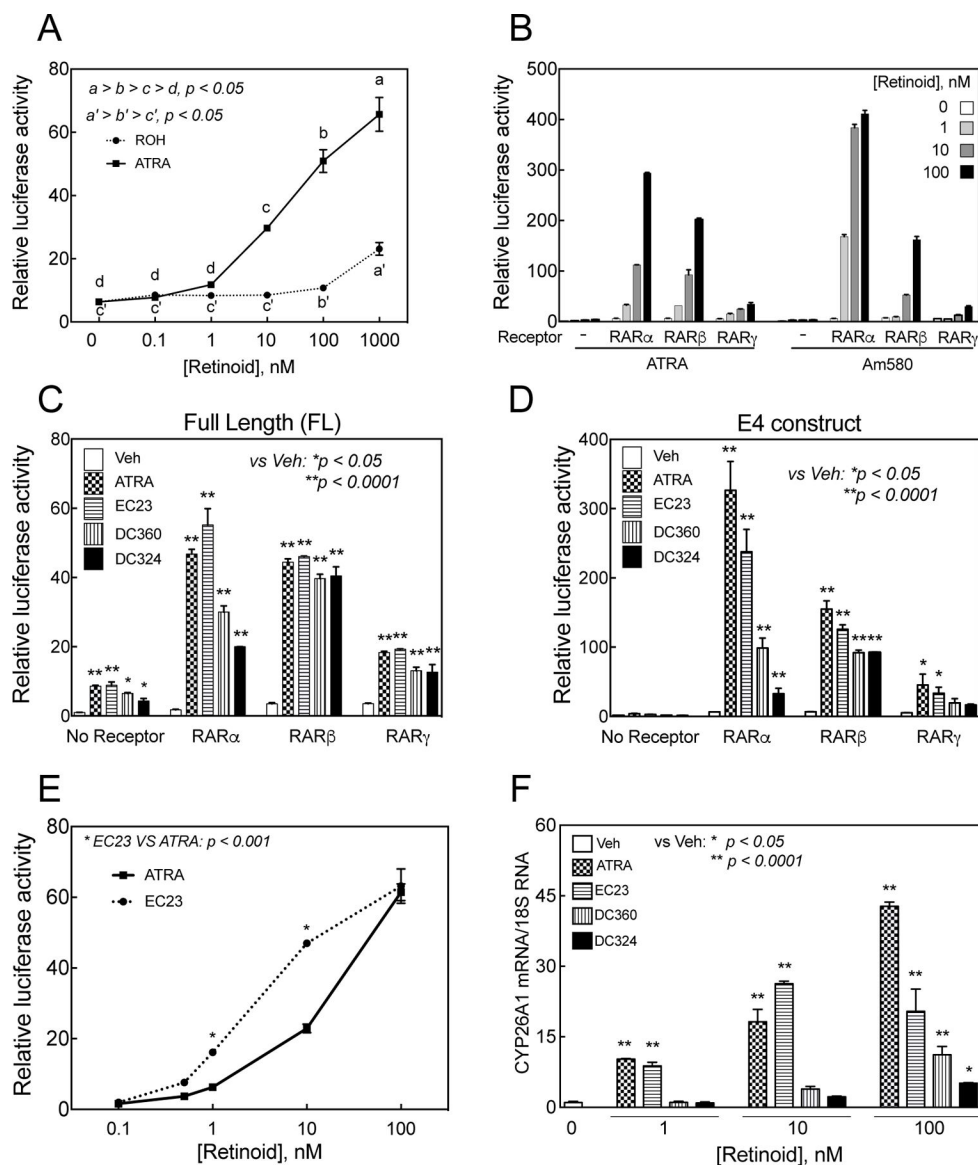 A
80
60
40
20
0
Relative luciferase activity
a > b > c > d, p < 0.05
a'> b' > c', p < 0.05
ROH
ATRA
a
b
c
d d d
c' c' c' c' b' a'
0 0.1 1 10 100 1000
[Retinoid], nM
B
500
400
300
200
100
0
Relative luciferase activity
[Retinoid], nM
0
1
10
100
Receptor - RARα RARβ RARγ - RARα RARβ RARγ
ATRA Am580
C
Full Length (FL)
80
60
40
20
0
Relative luciferase activity
Veh
ATRA
EC23
DC360
DC324
vs Veh: *p < 0.05
**p < 0.0001
** ** * *
** ** ** **
** ** ** **
** ** ** **
No Receptor RARα RARβ RARγ
D
E4 construct
400
300
200
100
0
Relative luciferase activity
Veh
ATRA
EC23
DC360
DC324
vs Veh: *p < 0.05
**p < 0.0001
** ** ** **
** ** ****
* *
No Receptor RARα RARβ RARγ
E
80
60
40
20
0
Relative luciferase activity
* EC23 VS ATRA: p < 0.001
ATRA
EC23
*
*
0.1 1 10 100
[Retinoid], nM
F
60
45
30
15
0
CYP26A1 mRNA/18S RNA
Veh
ATRA
EC23
DC360
DC324
vs Veh: * p < 0.05
** p < 0.0001
** **
** **
** ** ** *
0 1 10 100
[Retinoid], nM